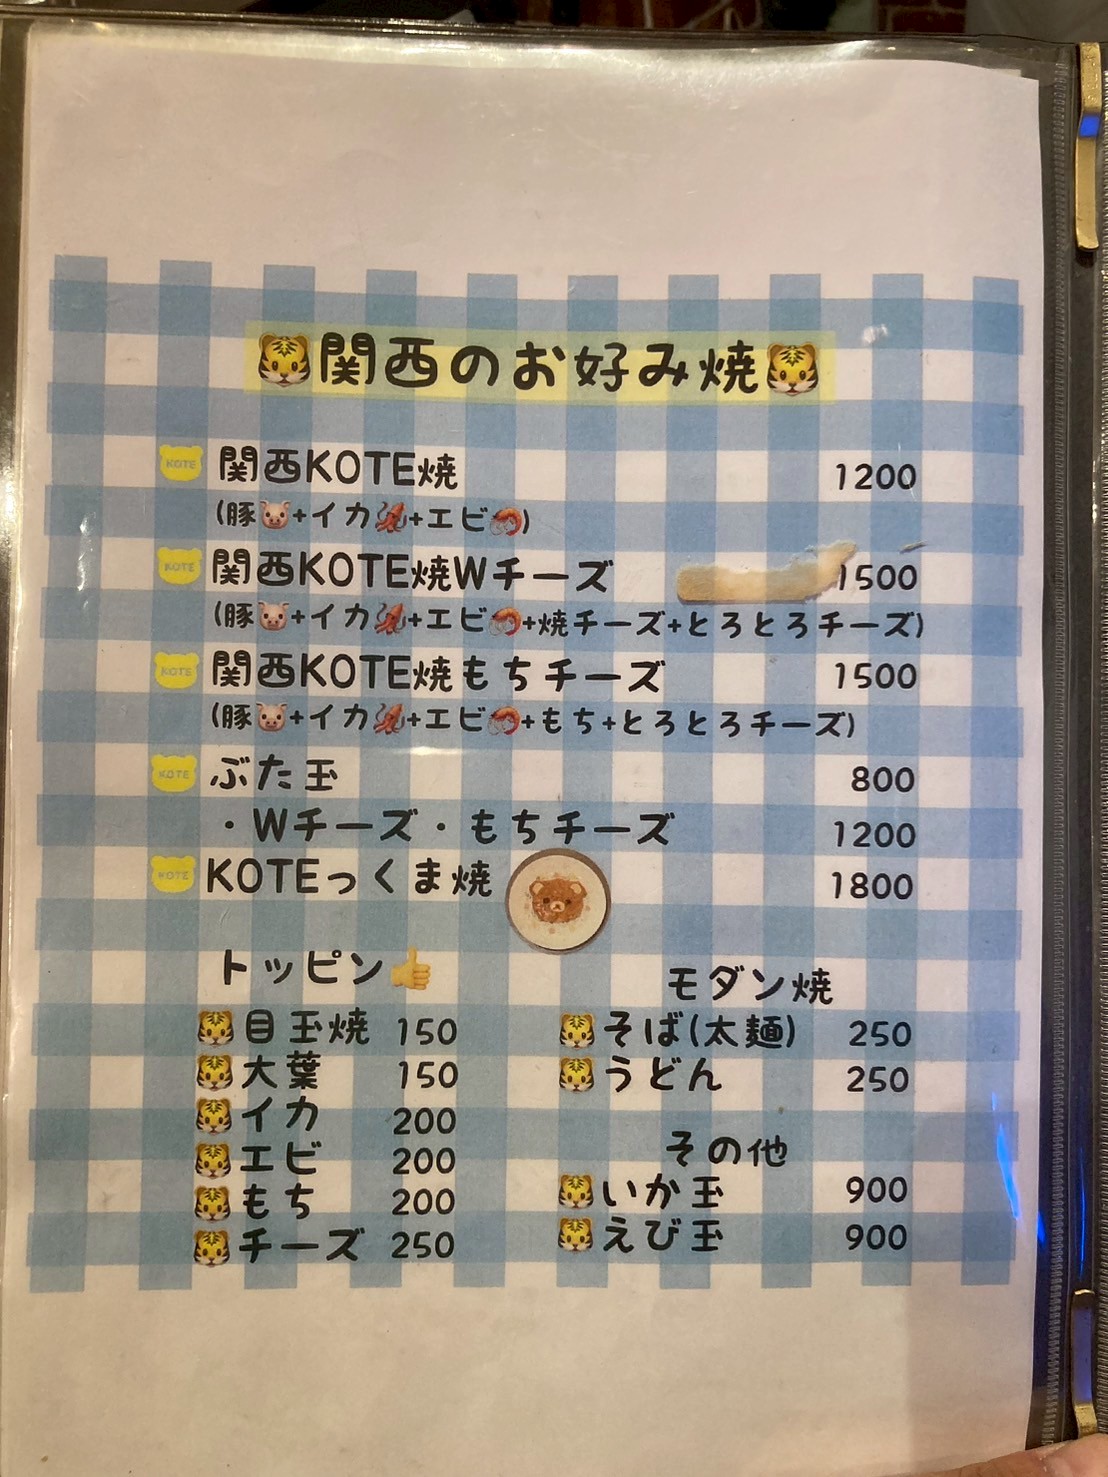 関西のお好み焼
KOTE 関西KOTE焼 1200
(豚+イカ+エビ)
KOTE 関西KOTE焼Wチーズ 1500
(豚+イカ+エビ+焼チーズ+とろとろチーズ)
KOTE 関西KOTE焼もちチーズ 1500
(豚+イカ+エビ+もち+とろとろチーズ)
KOTE ぶた玉 800
・Wチーズ・もちチーズ 1200
KOTE KOTEっくま焼 1800
トッピン
目玉焼 150
大葉 150
イカ 200
エビ 200
もち 200
チーズ 250
モダン焼
そば(太麺) 250
うどん 250
その他
いか玉 900
えび玉 900